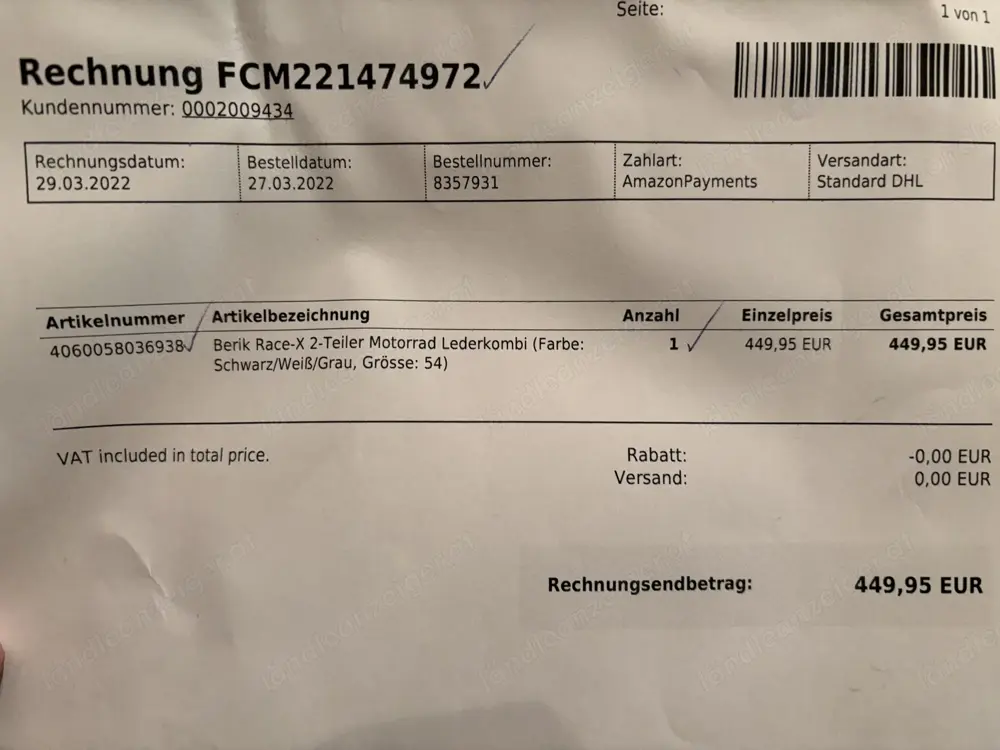 Seite: 1 von 1
Rechnung FCM221474972
Kundennummer: 0002009434
Rechnungsdatum: Bestelldatum: Bestellnummer: Zahlart: Versandart:
29.03.2022 27.03.2022 8357931 AmazonPayments Standard DHL
Artikelnummer Artikelbezeichnung Anzahl Einzelpreis Gesamtpreis
4060058036938 Berik Race-X 2-Teiler Motorrad Lederkombi (Farbe: 1 449,95 EUR 449,95 EUR
Schwarz/Weiß/Grau, Grösse: 54)
VAT included in total price. Rabatt: -0,00 EUR
Versand: 0,00 EUR
Rechnungsendbetrag: 449,95 EUR